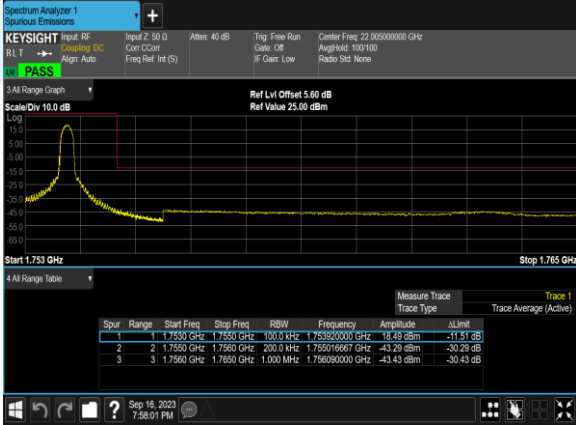 Spectrum Analyzer 1
Spurious Emissions
+
KEYSIGHT Input: RF Input Z: 50 Ω Atten: 40 dB Trig: Free Run Center Freq: 22.005000000 GHz
RLT Coupling: DC Corr CCorr Gate: Off Avg|Hold: 100/100
Align: Auto Freq Ref: Int (S) IF Gain: Low Radio Std: None
PASS
3 All Range Graph
Ref Lvl Offset 5.60 dB
Scale/Div 10.0 dB Ref Value 25.00 dBm
Log
15.0
5.00
-5.00
-15.0
-25.0
-35.0
-45.0
-55.0
-65.0
Start 1.753 GHz Stop 1.765 GHz
4 All Range Table
Measure Trace Trace 1
Trace Type Trace Average (Active)
Spur Range Start Freq Stop Freq RBW Frequency Amplitude ΔLimit
1 1 1.7530 GHz 1.7550 GHz 100.0 kHz 1.753920000 GHz 18.49 dBm -11.51 dB
2 2 1.7550 GHz 1.7560 GHz 200.0 kHz 1.755016667 GHz -43.29 dBm -30.29 dB
3 3 1.7560 GHz 1.7650 GHz 1.000 MHz 1.756090000 GHz -43.43 dBm -30.43 dB
? Sep 16, 2023
7:58:01 PM